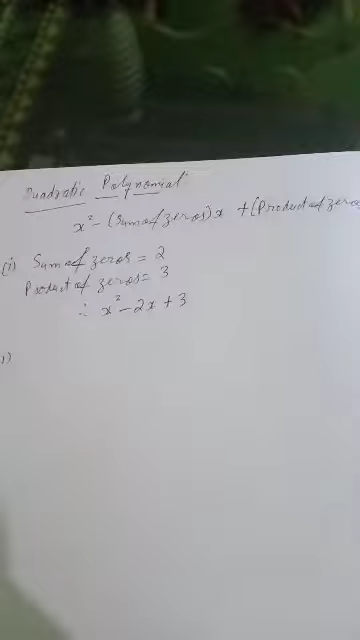 Quadratic Polynomial
x² - (Sum of zeros)x + (Product of zeros
(i) Sum of zeros = 2
Product of zeros = 3
∴ x² - 2x + 3